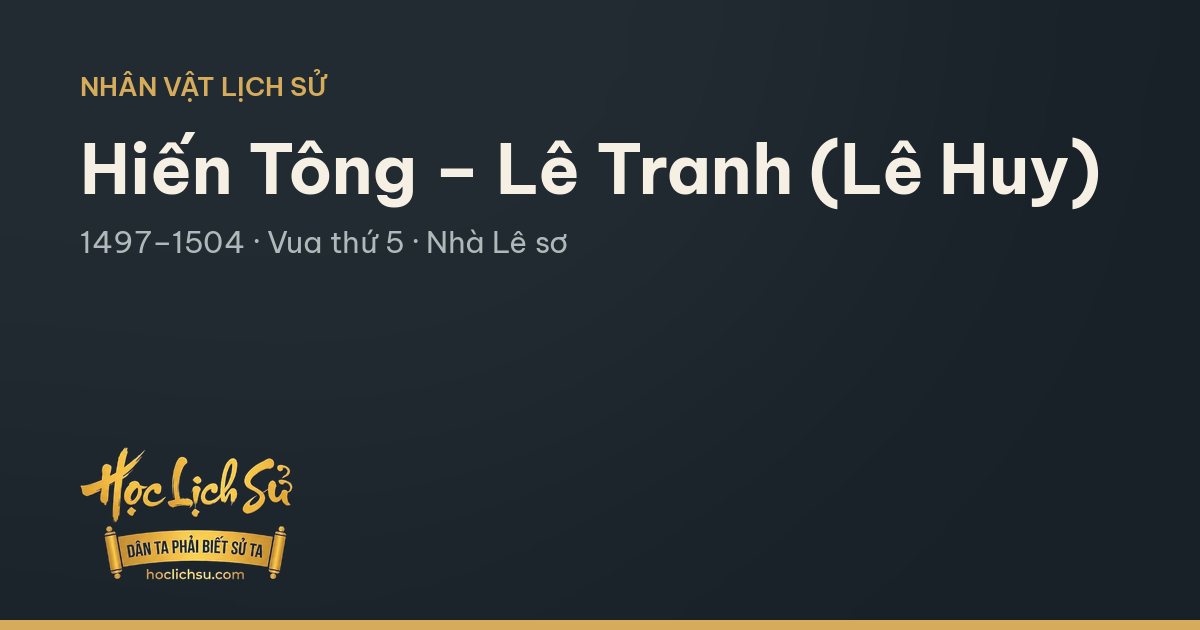 NHÂN VẬT LỊCH SỬ
Hiến Tông – Lê Tranh (Lê Huy)
1497–1504 · Vua thứ 5 · Nhà Lê sơ
Học Lịch Sử
DÂN TA PHẢI BIẾT SỬ TA
hoclichsu.com